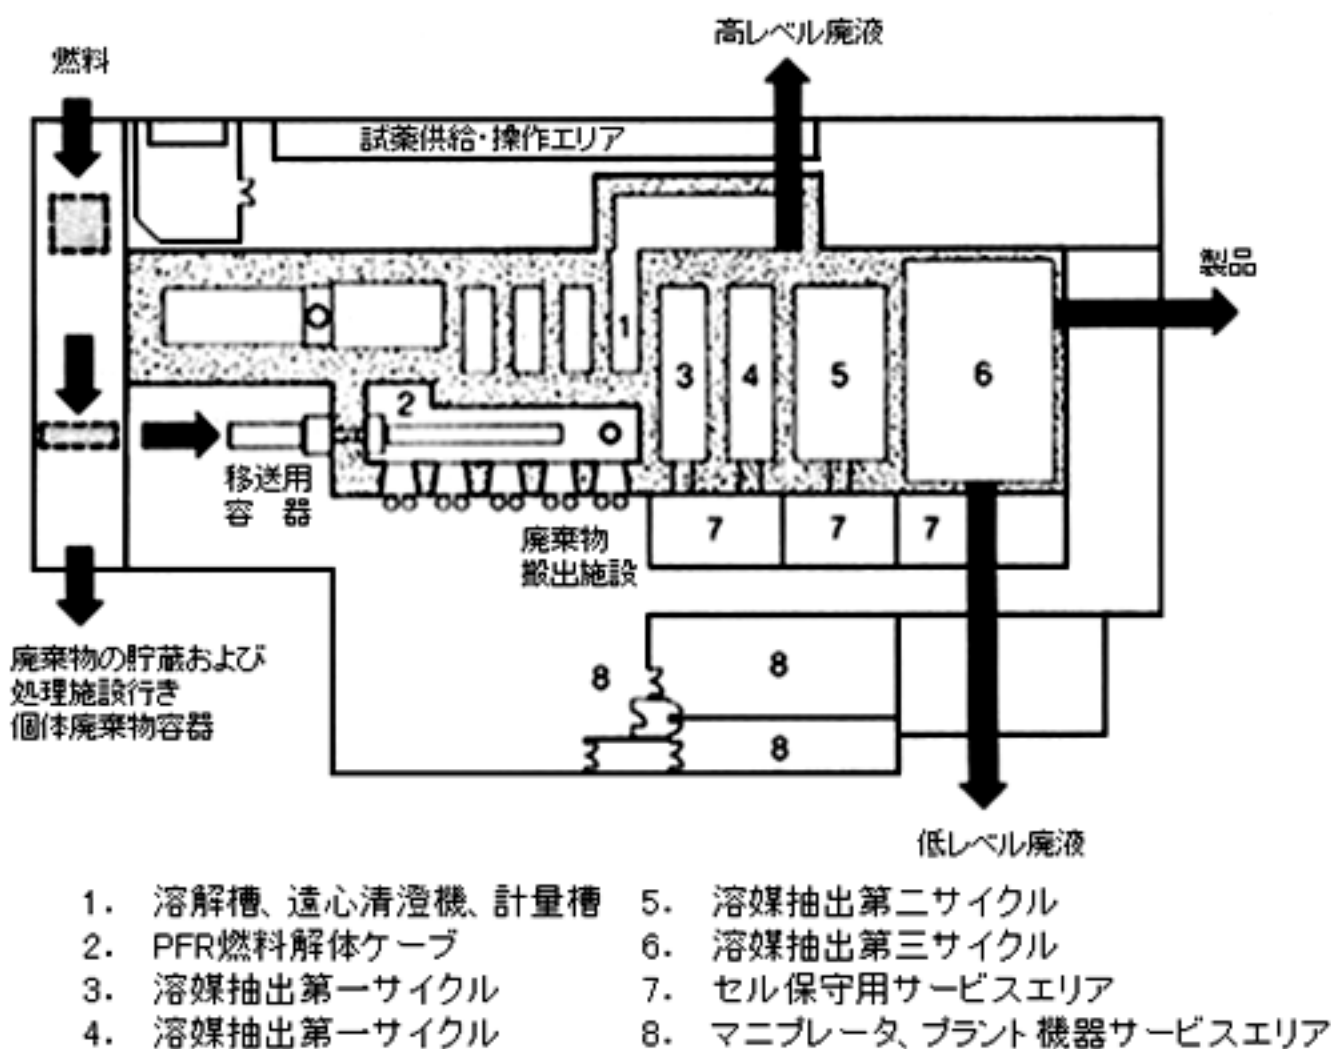 高レベル廃液
燃料
試薬供給・操作エリア
製品
1
3
4
5
6
2
移送用
容 器
廃棄物
搬出施設
7
7
7
廃棄物の貯蔵および
処理施設行き
個体廃棄物容器
8
8
8
低レベル廃液
1. 溶解槽、遠心清澄機、計量槽
2. PFR燃料解体ケーブ
3. 溶媒抽出第一サイクル
4. 溶媒抽出第一サイクル
5. 溶媒抽出第二サイクル
6. 溶媒抽出第三サイクル
7. セル保守用サービスエリア
8. マニブレータ、プラント機器サービスエリア